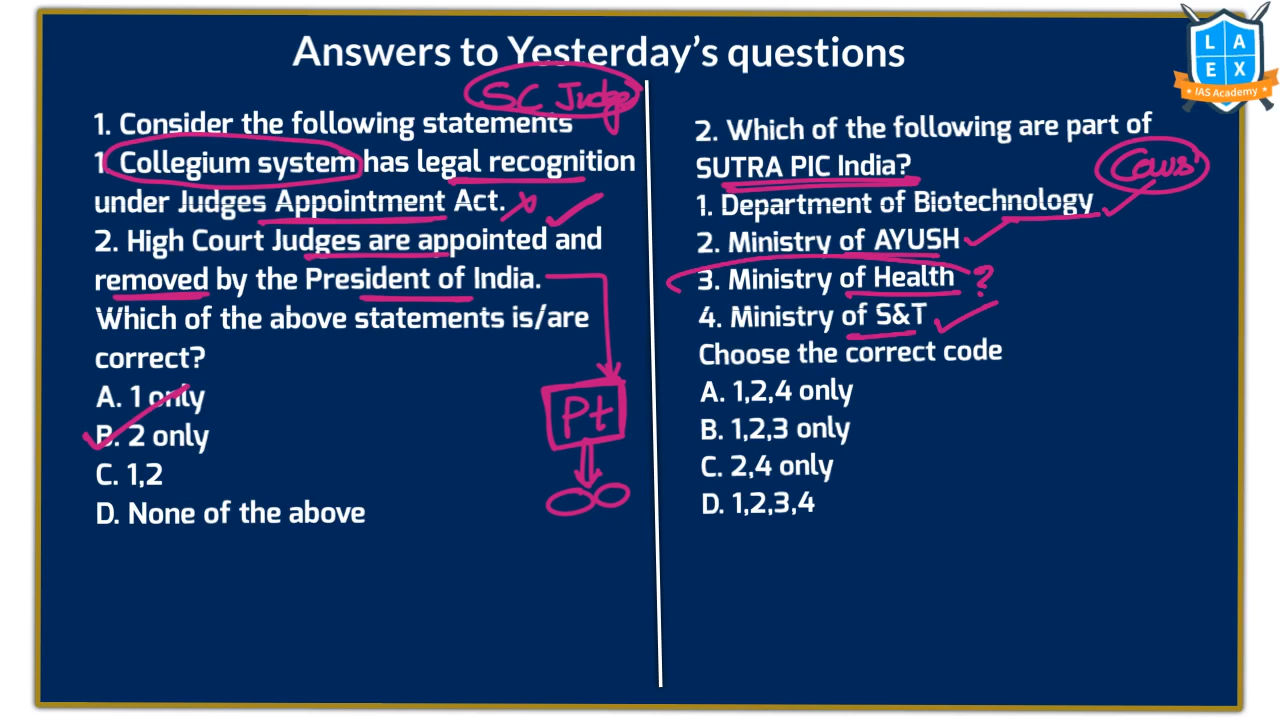 Answers to Yesterday's questions
L A
E X
IAS Academy
SC Judge
1. Consider the following statements
1. Collegium system has legal recognition
under Judges Appointment Act.
2. High Court Judges are appointed and
removed by the President of India.
Which of the above statements is/are
correct?
A. 1 only
B. 2 only
C. 1,2
D. None of the above
Pt
2. Which of the following are part of
SUTRA PIC India?
Cows
1. Department of Biotechnology
2. Ministry of AYUSH
3. Ministry of Health ?
4. Ministry of S&T
Choose the correct code
A. 1,2,4 only
B. 1,2,3 only
C. 2,4 only
D. 1,2,3,4